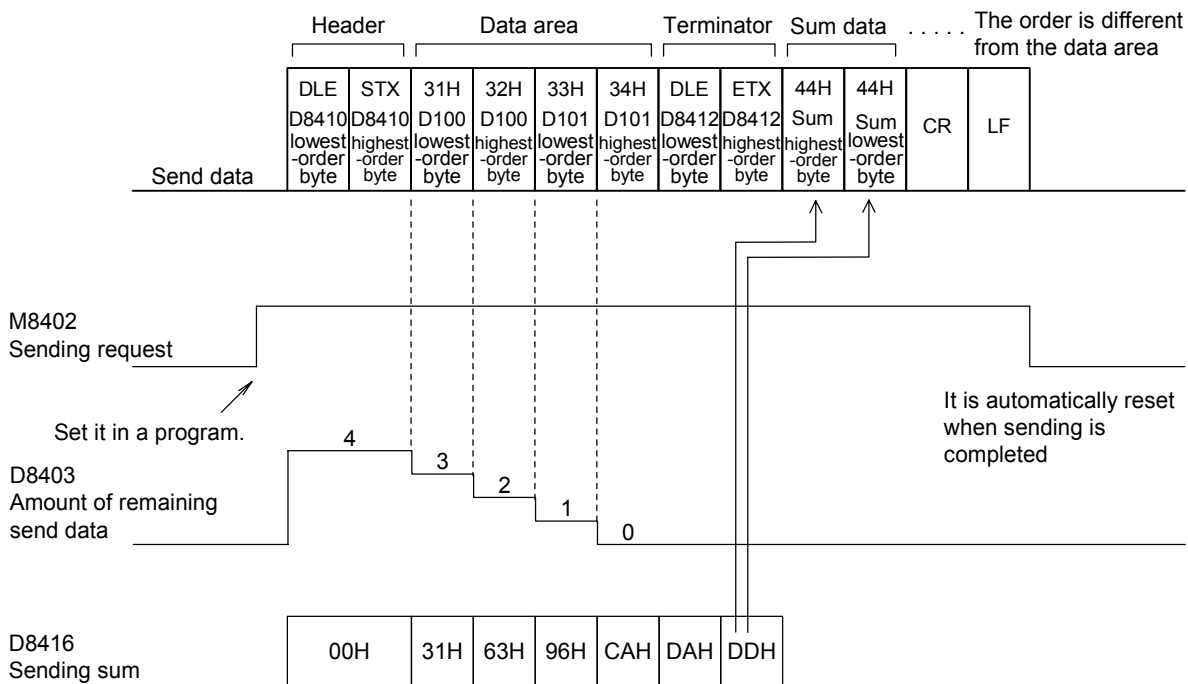 Header Data area Terminator Sum data . . . . . The order is different
from the data area
DLE STX 31H 32H 33H 34H DLE ETX 44H 44H
D8410 D8410 D100 D100 D101 D101 D8412 D8412 Sum Sum CR LF
lowest highest lowest highest lowest highest lowest highest highest lowest
-order -order -order -order -order -order -order -order -order -order
byte byte byte byte byte byte byte byte byte byte
Send data
M8402
Sending request
Set it in a program.
It is automatically reset
when sending is
completed
4
3
2
1
0
D8403
Amount of remaining
send data
D8416
Sending sum
00H 31H 63H 96H CAH DAH DDH